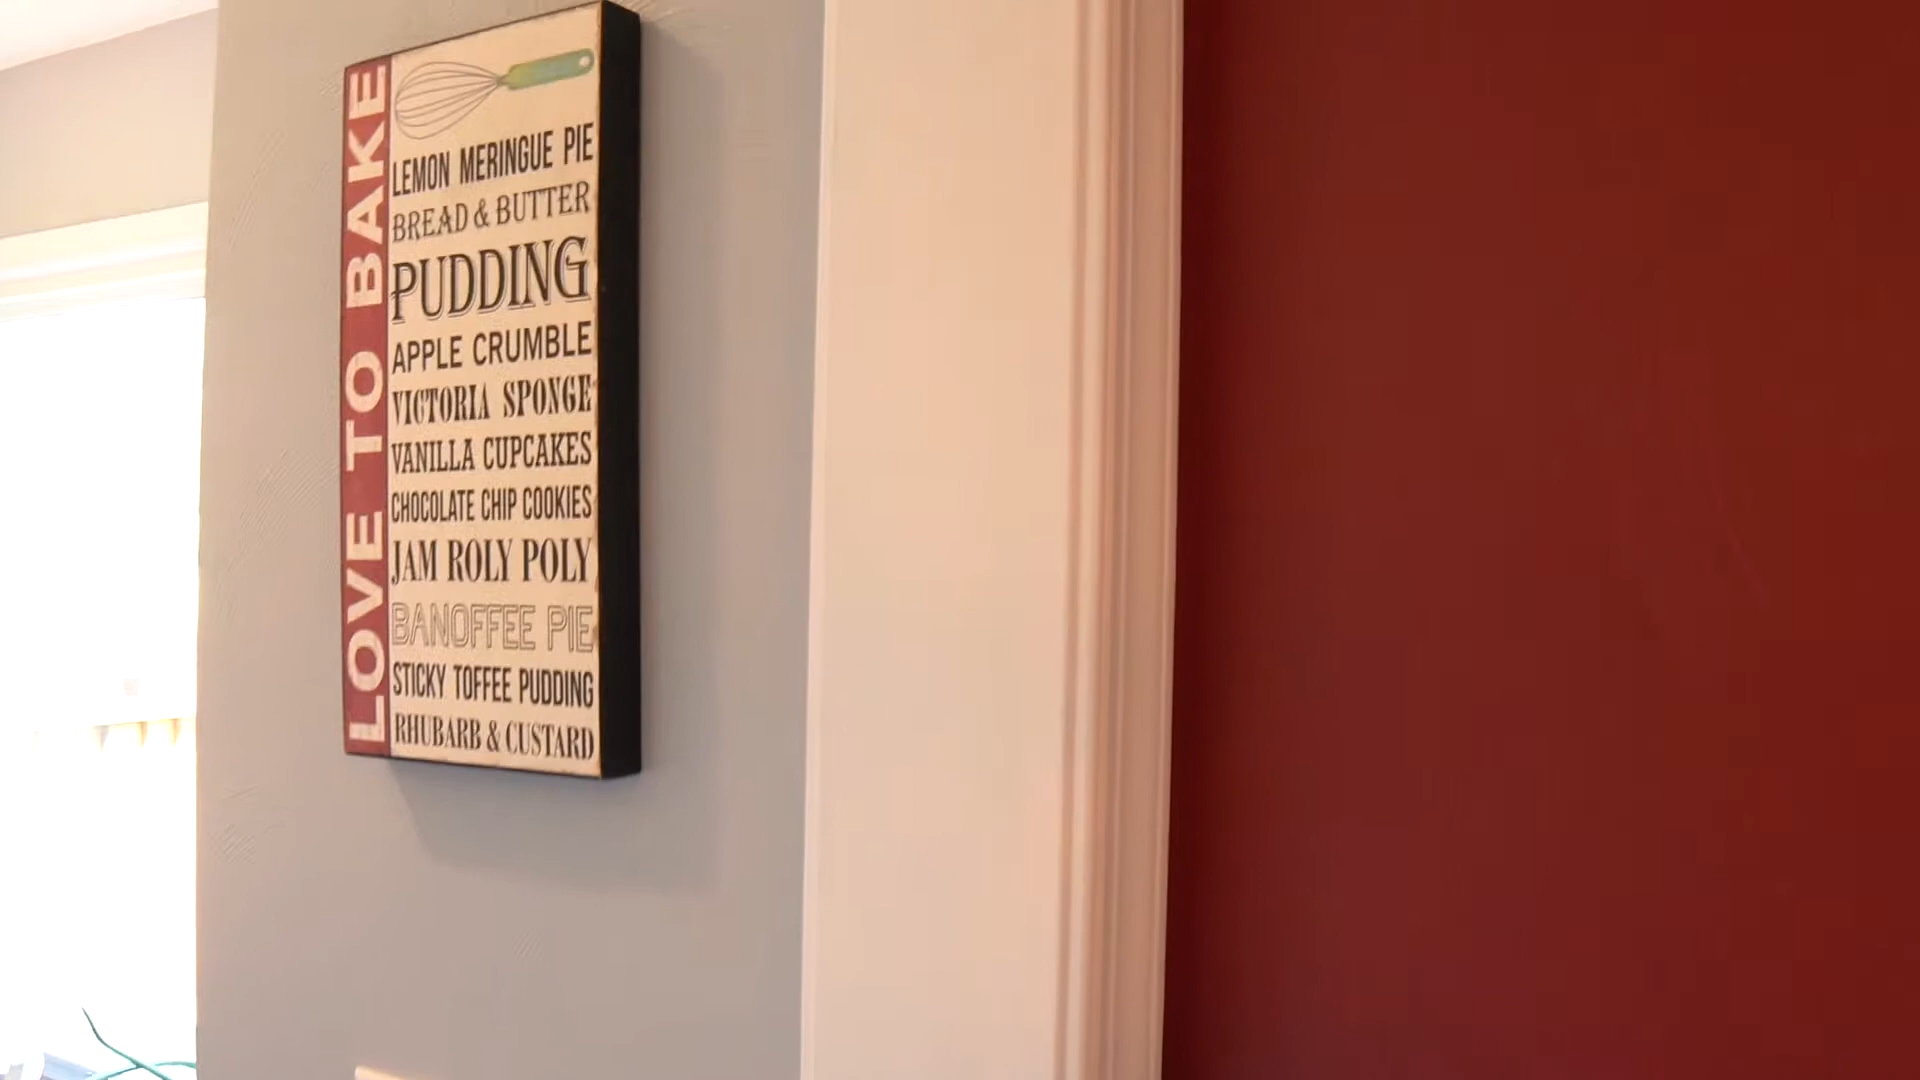 LOVE TO BAKE
LEMON MERINGUE PIE
BREAD & BUTTER
PUDDING
APPLE CRUMBLE
VICTORIA SPONGE
VANILLA CUPCAKES
CHOCOLATE CHIP COOKIES
JAM ROLY POLY
BANOFFEE PIE
STICKY TOFFEE PUDDING
RHUBARB & CUSTARD